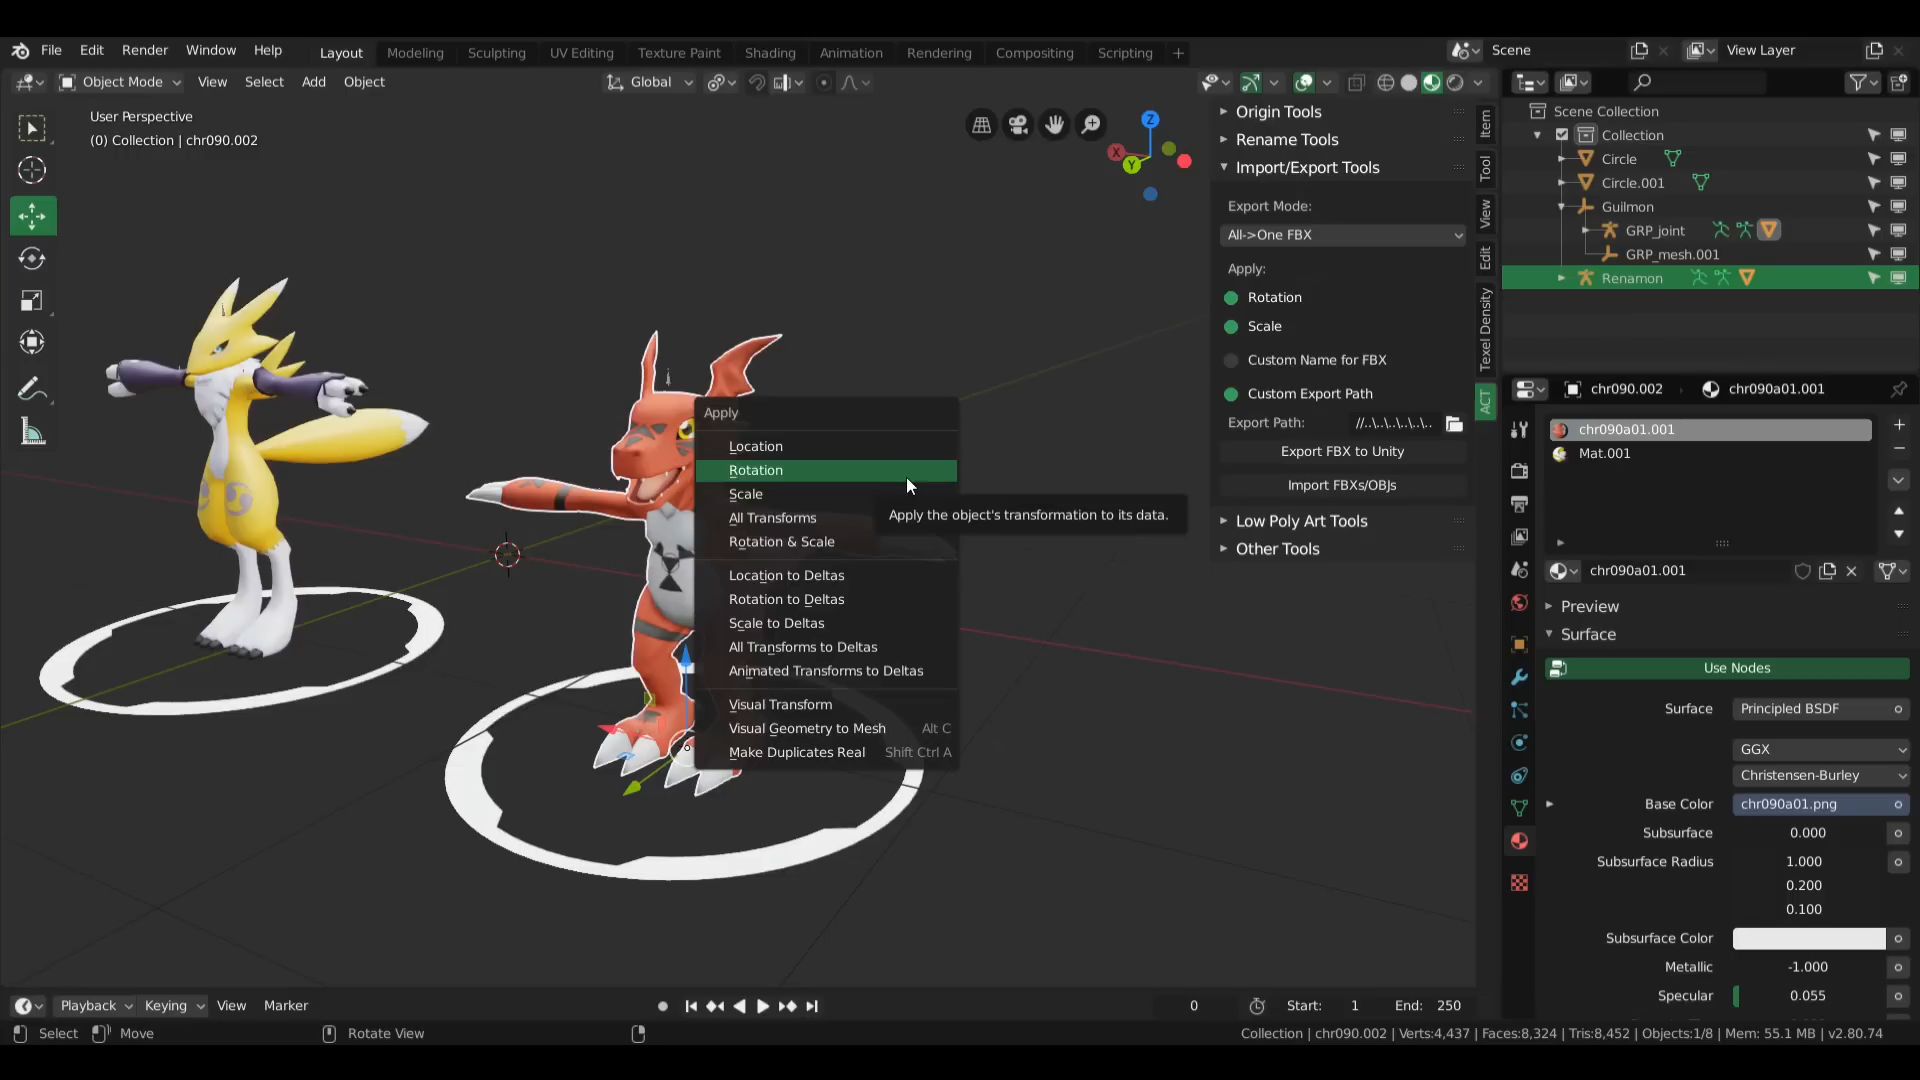 File Edit Render Window Help
Layout Modeling Sculpting UV Editing Texture Paint Shading Animation Rendering Compositing Scripting +
Scene
View Layer
Object Mode View Select Add Object
Global
User Perspective
(0) Collection | chr090.002
Z
X
Y
Origin Tools
Rename Tools
Import/Export Tools
Export Mode:
All->One FBX
Apply:
Rotation
Scale
Custom Name for FBX
Custom Export Path
Export Path: //..\..\..\..\..
Export FBX to Unity
Import FBXs/OBJs
Low Poly Art Tools
Other Tools
Item
Tool
View
Edit
Texel Density
ACT
Apply
Location
Rotation
Scale
All Transforms
Rotation & Scale
Location to Deltas
Rotation to Deltas
Scale to Deltas
All Transforms to Deltas
Animated Transforms to Deltas
Visual Transform
Visual Geometry to Mesh Alt C
Make Duplicates Real Shift Ctrl A
Apply the object's transformation to its data.
Scene Collection
Collection
Circle
Circle.001
Guilmon
GRP_joint
GRP_mesh.001
Renamon
chr090.002 chr090a01.001
chr090a01.001
Mat.001
chr090a01.001
Preview
Surface
Use Nodes
Surface Principled BSDF
GGX
Christensen-Burley
Base Color chr090a01.png
Subsurface 0.000
Subsurface Radius 1.000
0.200
0.100
Subsurface Color
Metallic -1.000
Specular 0.055
Playback Keying View Marker
0 Start: 1 End: 250
Select Move Rotate View
Collection | chr090.002 | Verts:4,437 | Faces:8,324 | Tris:8,452 | Objects:1/8 | Mem: 55.1 MB | v2.80.74